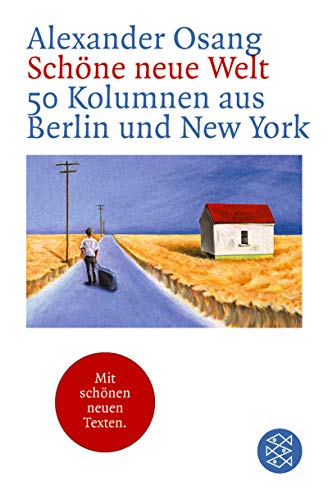 Alexander Osang
Schöne neue Welt
50 Kolumnen aus
Berlin und New York
Mit
schönen
neuen
Texten.